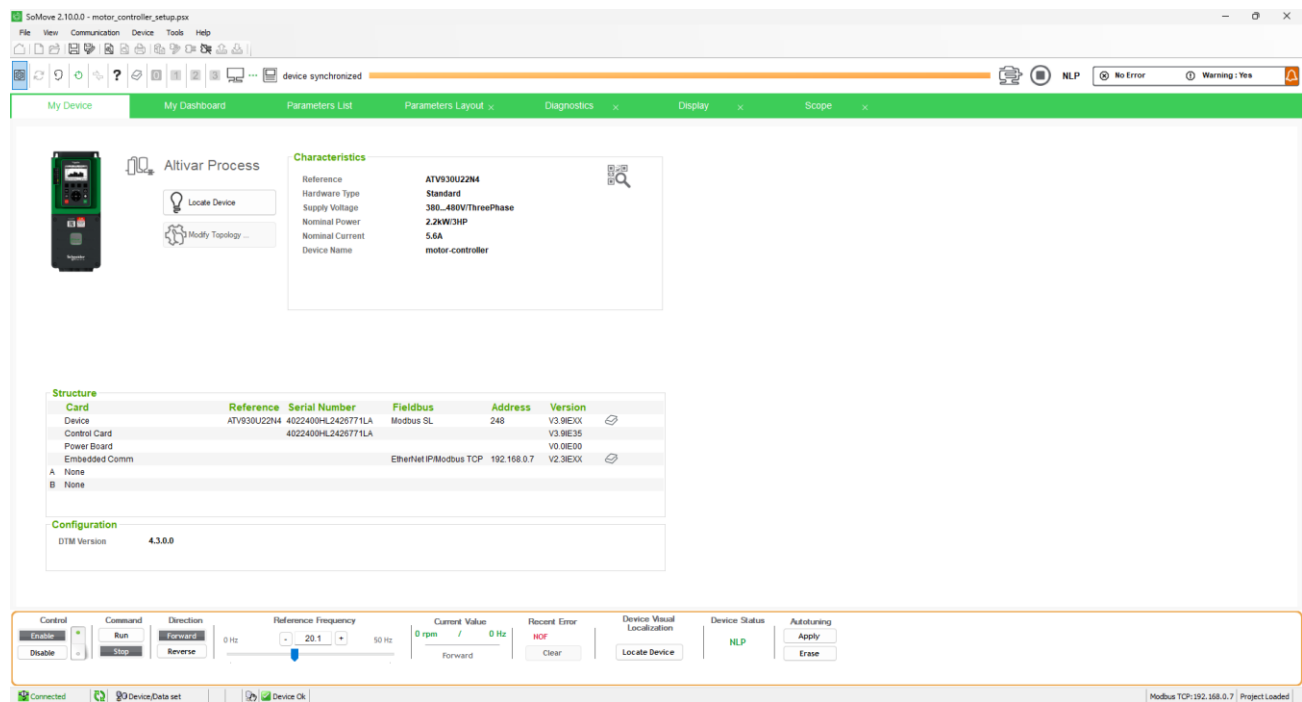 SoMove 2.10.0.0 - motor_controller_setup.psx
File View Communication Device Tools Help
? 0 1 2 3 ... device synchronized NLP No Error Warning : Yes
My Device My Dashboard Parameters List Parameters Layout × Diagnostics × Display × Scope ×
Altivar Process
Locate Device
Modify Topology ...
Schneider
Characteristics
Reference ATV930U22N4
Hardware Type Standard
Supply Voltage 380...480V/ThreePhase
Nominal Power 2.2kW/3HP
Nominal Current 5.6A
Device Name motor-controller
Structure
Card Reference Serial Number Fieldbus Address Version
Device ATV930U22N4 4022400HL2426771LA Modbus SL 248 V3.9IEXX
Control Card 4022400HL2426771LA V3.9IE35
Power Board V0.0IE00
Embedded Comm EtherNet IP/Modbus TCP 192.168.0.7 V2.3IEXX
A None
B None
Configuration
DTM Version 4.3.0.0
Control Command Direction Reference Frequency Current Value Recent Error Device Visual Localization Device Status Autotuning
Enable Run Forward 0 Hz - 20.1 + 50 Hz 0 rpm / 0 Hz NOF NLP Apply
Disable Stop Reverse Forward Clear Locate Device Erase
Connected Device/Data set Device Ok Modbus TCP:192.168.0.7 Project Loaded